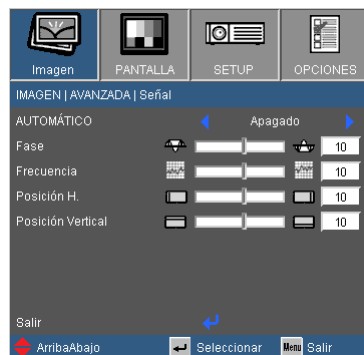 Imagen PANTALLA SETUP OPCIONES
IMAGEN | AVANZADA | Señal
AUTOMÁTICO Apagado
Fase 10
Frecuencia 10
Posición H. 10
Posición Vertical 10
Salir
ArribaAbajo Seleccionar Menu Salir